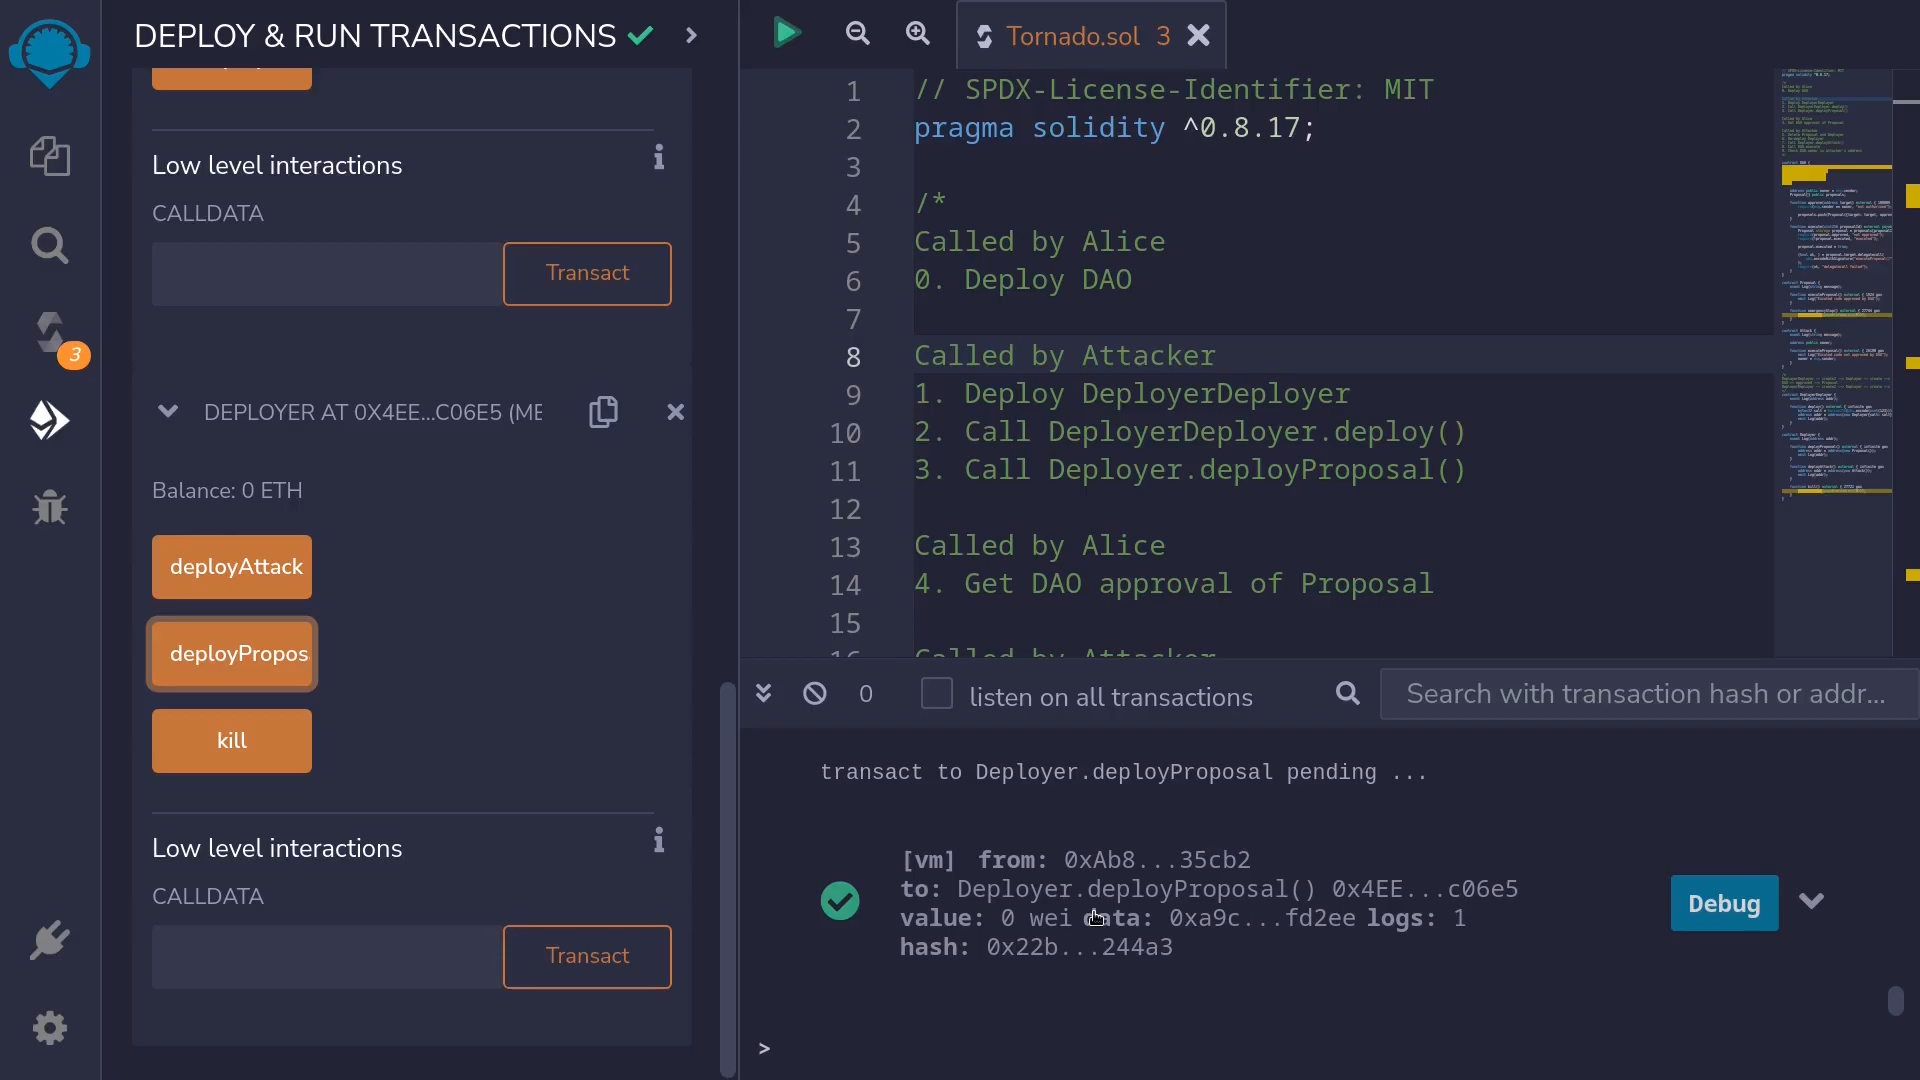 DEPLOY & RUN TRANSACTIONS
Low level interactions
CALLDATA
Transact
3
DEPLOYER AT 0X4EE...C06E5 (ME
Balance: 0 ETH
deployAttack
deployPropos
kill
Low level interactions
CALLDATA
Transact
Tornado.sol 3
1 // SPDX-License-Identifier: MIT
2 pragma solidity ^0.8.17;
3
4 /*
5 Called by Alice
6 0. Deploy DAO
7
8 Called by Attacker
9 1. Deploy DeployerDeployer
10 2. Call DeployerDeployer.deploy()
11 3. Call Deployer.deployProposal()
12
13 Called by Alice
14 4. Get DAO approval of Proposal
15
16 Called by Attacker
0 listen on all transactions
Search with transaction hash or addr...
transact to Deployer.deployProposal pending ...
[vm] from: 0xAb8...35cb2
to: Deployer.deployProposal() 0x4EE...c06e5
value: 0 wei data: 0xa9c...fd2ee logs: 1
hash: 0x22b...244a3
Debug
>